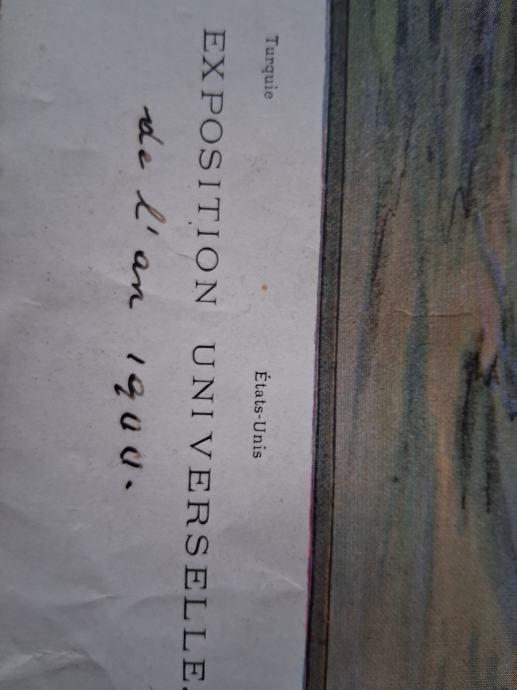 Turquie États-Unis
EXPOSITION UNIVERSELLE.
de l'an 1900.